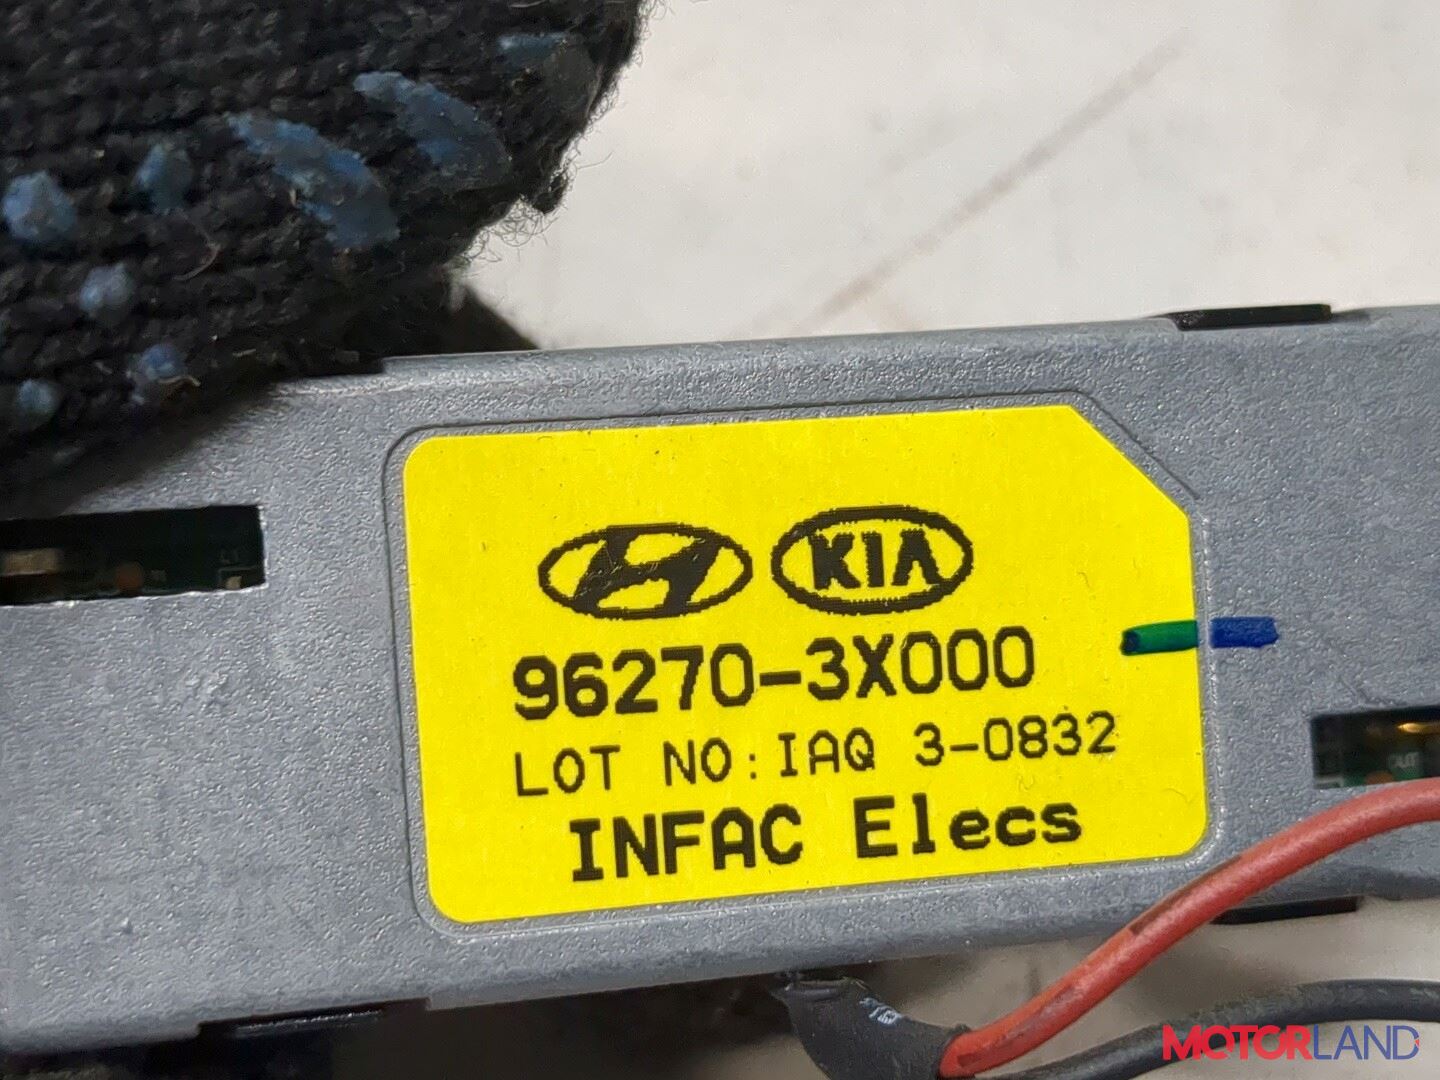 KIA
96270-3X000
LOT NO:IAQ 3-0832
INFAC Elecs
MOTORLAND